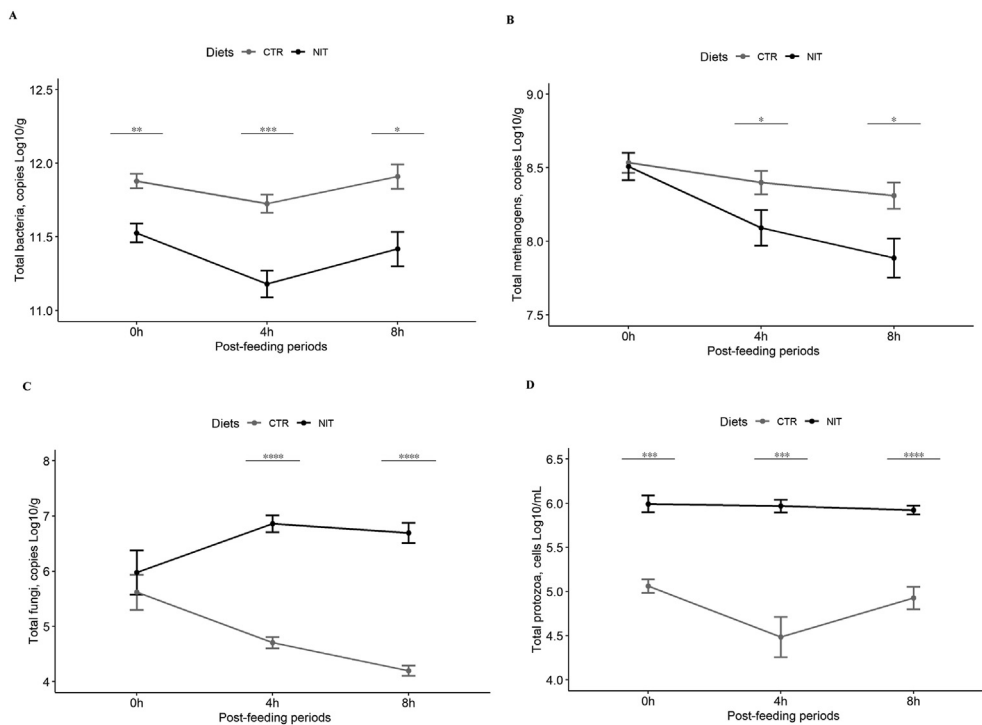 A
Diets CTR NIT
12.5
** *** *
12.0
11.5
11.0
0h 4h 8h
Post-feeding periods
Total bacteria, copies Log10/g
B
Diets CTR NIT
9.0
* *
8.5
8.0
7.5
0h 4h 8h
Post-feeding periods
Total methanogens, copies Log10/g
C
Diets CTR NIT
8
**** ****
7
6
5
4
0h 4h 8h
Post-feeding periods
Total fungi, copies Log10/g
D
Diets CTR NIT
6.5
*** *** ****
6.0
5.5
5.0
4.5
4.0
0h 4h 8h
Post-feeding periods
Total protozoa, cells Log10/mL